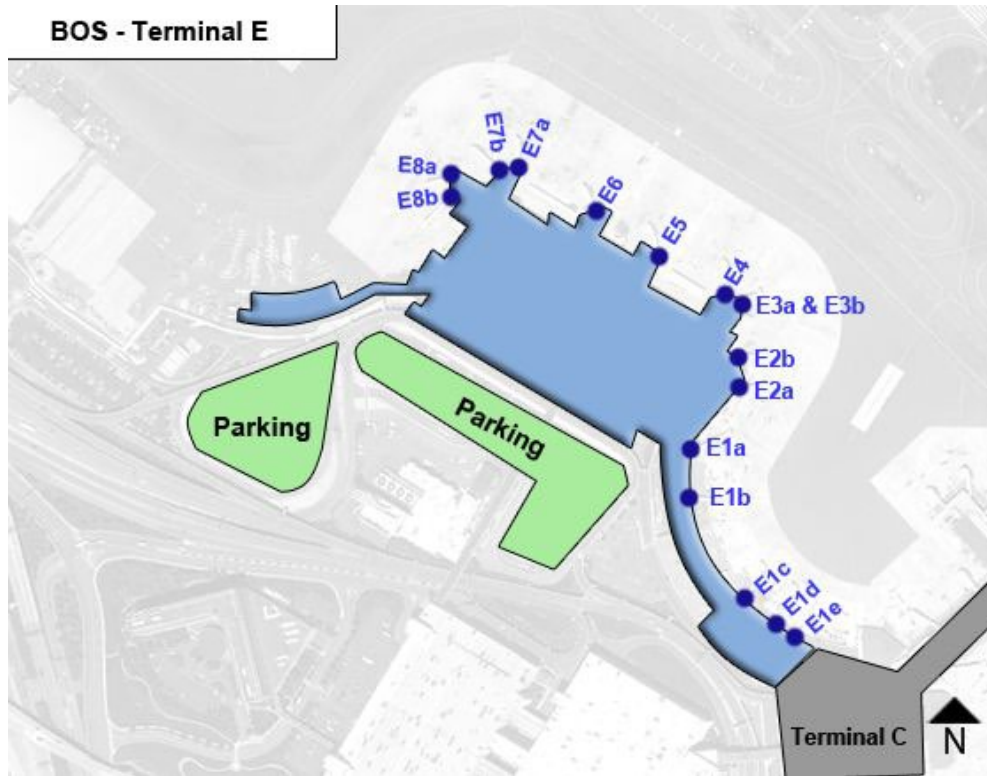 BOS - Terminal E
E7b
E7a
E8a
E8b
E6
E5
E4
E3a & E3b
E2b
E2a
Parking
Parking
E1a
E1b
E1c
E1d
E1e
Terminal C
N